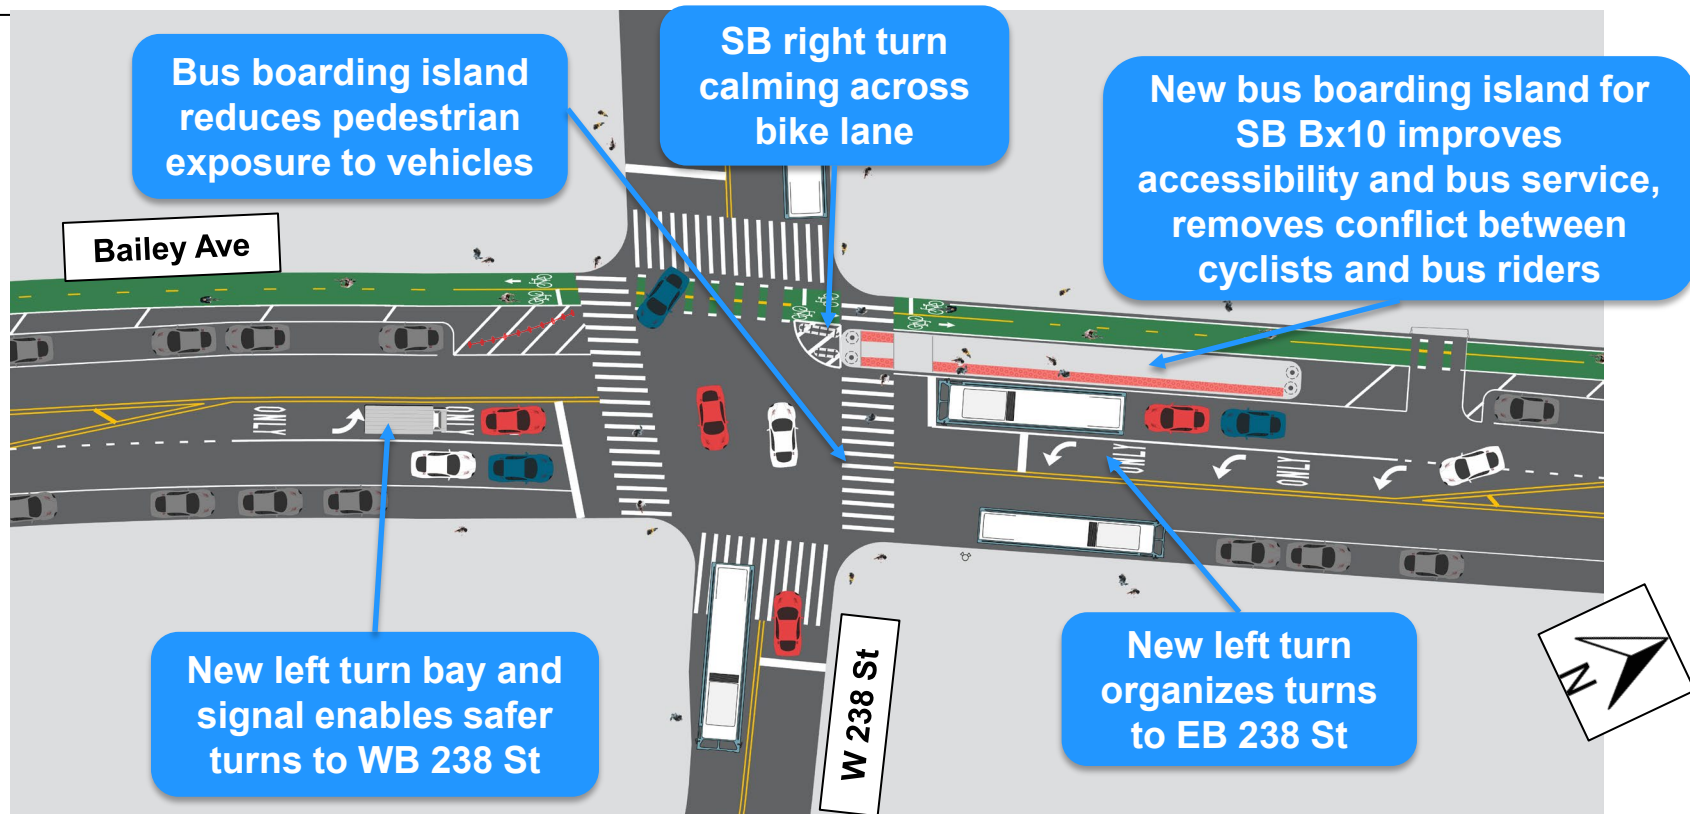 Bus boarding island
reduces pedestrian
exposure to vehicles
SB right turn
calming across
bike lane
New bus boarding island for
SB Bx10 improves
accessibility and bus service,
removes conflict between
cyclists and bus riders
Bailey Ave
ONLY
ONLY
ONLY
ONLY
New left turn bay and
signal enables safer
turns to WB 238 St
W 238 St
New left turn
organizes turns
to EB 238 St
N